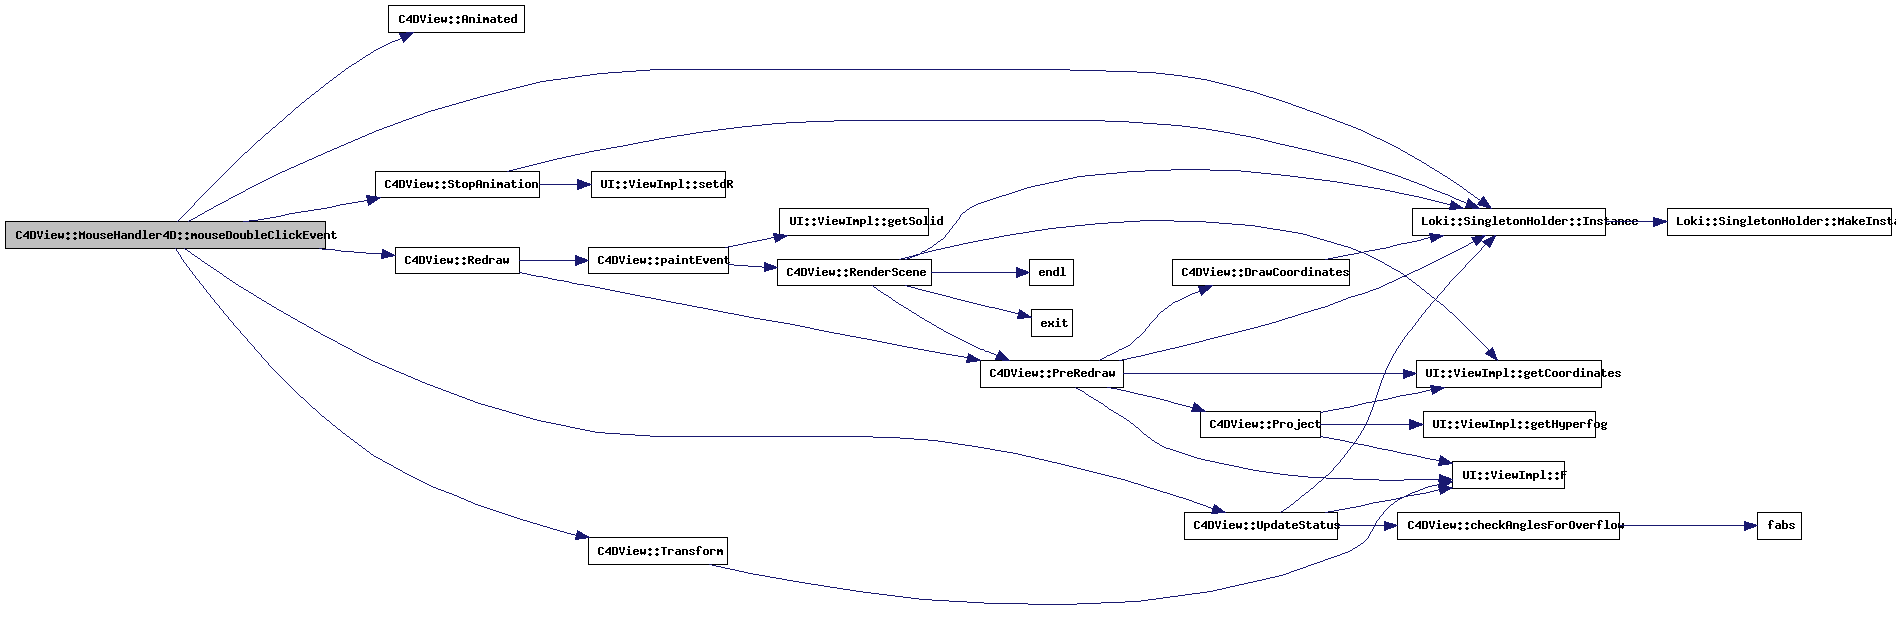 C4DView::Animated
C4DView::StopAnimation
UI::ViewImpl::setdR
UI::ViewImpl::getSolid
Loki::SingletonHolder::Instance
Loki::SingletonHolder::MakeInsta
C4DView::MouseHandler4D::mouseDoubleClickEvent
C4DView::Redraw
C4DView::paintEvent
C4DView::RenderScene
endl
C4DView::DrawCoordinates
exit
C4DView::PreRedraw
UI::ViewImpl::getCoordinates
C4DView::Project
UI::ViewImpl::getHyperfog
UI::ViewImpl::F
C4DView::UpdateStatus
C4DView::checkAnglesForOverflow
fabs
C4DView::Transform